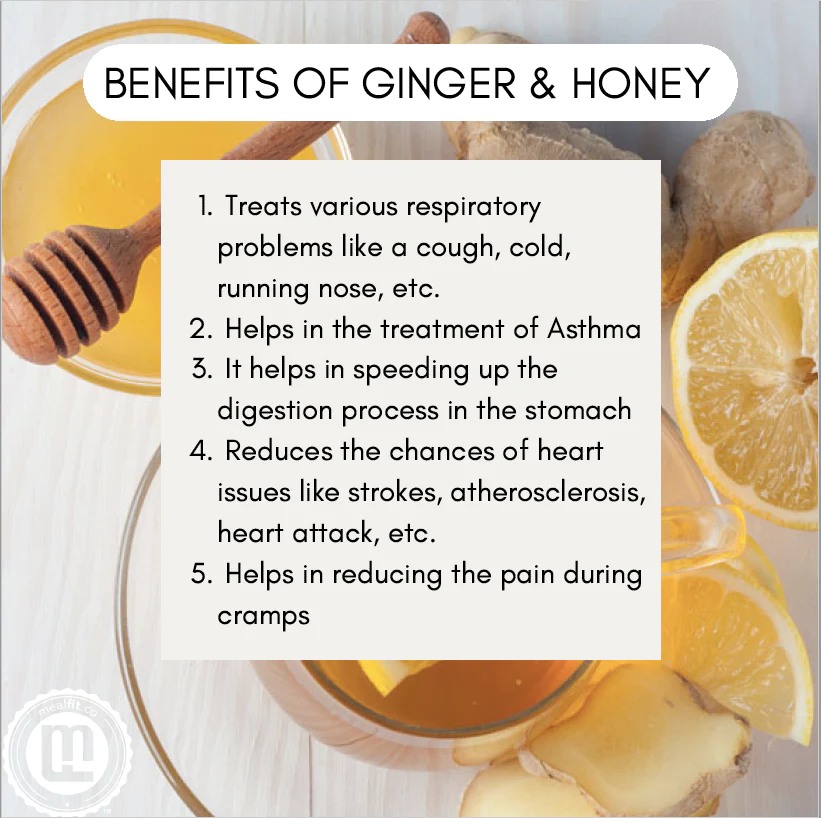 BENEFITS OF GINGER & HONEY
1. Treats various respiratory
problems like a cough, cold,
running nose, etc.
2. Helps in the treatment of Asthma
3. It helps in speeding up the
digestion process in the stomach
4. Reduces the chances of heart
issues like strokes, atherosclerosis,
heart attack, etc.
5. Helps in reducing the pain during
cramps
mealfit.co
TM